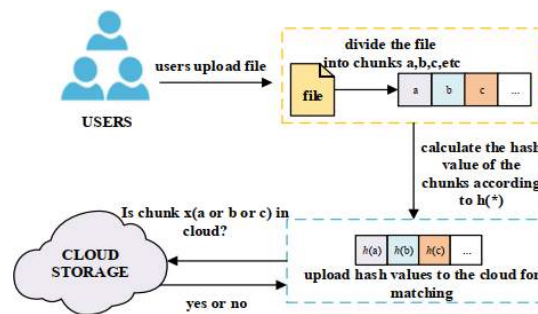 users upload file
USERS
divide the file
into chunks a,b,c,etc
file
a b c ...
calculate the hash
value of the
chunks according
to h(*)
Is chunk x(a or b or c) in
cloud?
CLOUD
STORAGE
yes or no
h(a) h(b) h(c) ...
upload hash values to the cloud for
matching